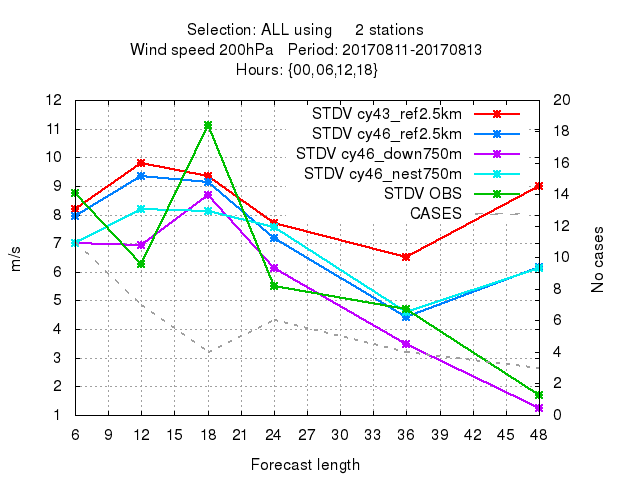 Selection: ALL using 2 stations
Wind speed 200hPa Period: 20170811-20170813
Hours: {00,06,12,18}
12 20
11 18
10 16
9 14
8 12
7 10
6 8
5 6
4 4
3 2
2 0
1
STDV cy43_ref2.5km
STDV cy46_ref2.5km
STDV cy46_down750m
STDV cy46_nest750m
STDV OBS
CASES
m/s
No cases
6 9 12 15 18 21 24 27 30 33 36 39 42 45 48
Forecast length